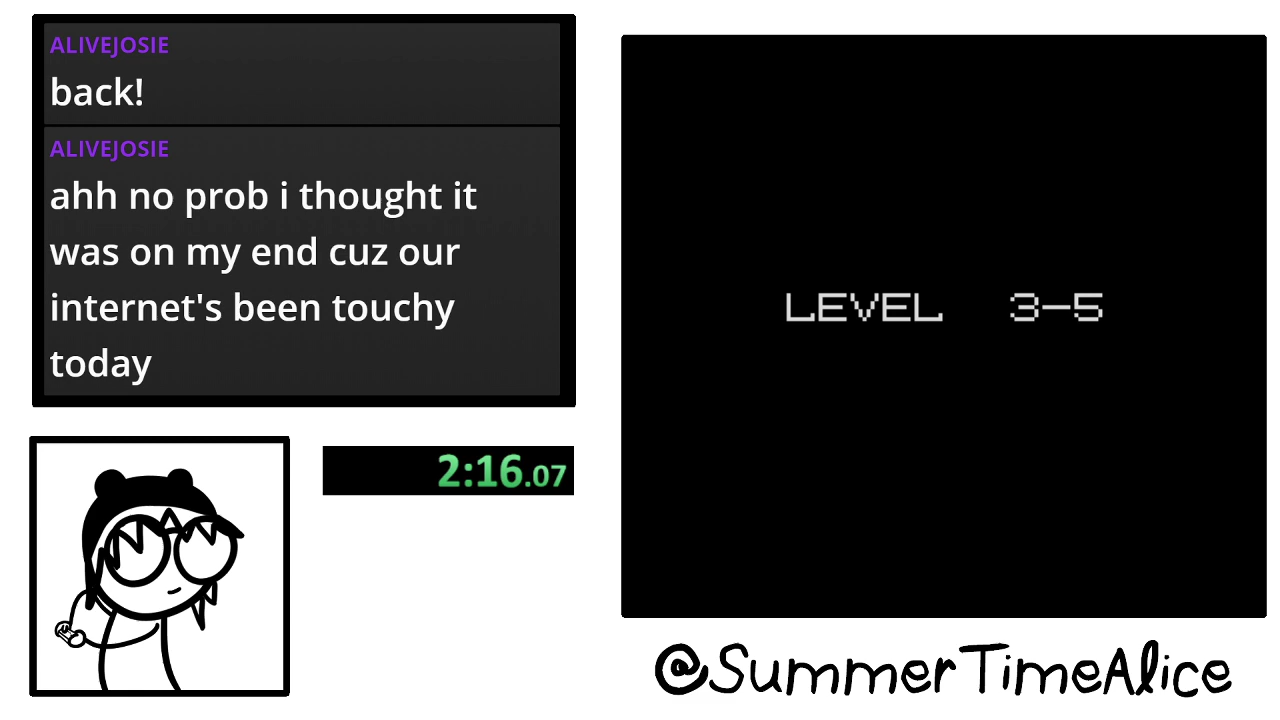 ALIVEJOSIE
back!
ALIVEJOSIE
ahh no prob i thought it
was on my end cuz our
internet's been touchy
today
2:16.07
LEVEL 3-5
@SummerTimeAlice